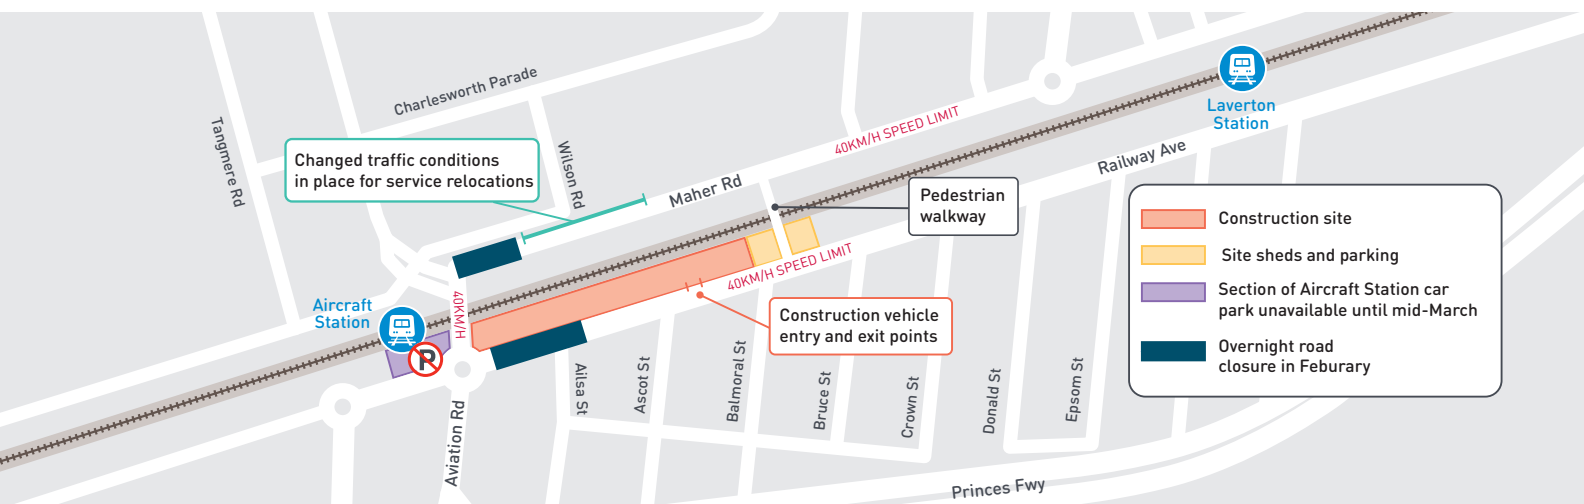 Charlesworth Parade
Tangmere Rd
Wilson Rd
Changed traffic conditions
in place for service relocations
Maher Rd
40KM/H SPEED LIMIT
Laverton
Station
Railway Ave
Pedestrian
walkway
40KM/H SPEED LIMIT
40KM/H
Aircraft
Station
P
Construction vehicle
entry and exit points
Aviation Rd
Ailsa St
Ascot St
Balmoral St
Bruce St
Crown St
Donald St
Epsom St
Princes Fwy
Construction site
Site sheds and parking
Section of Aircraft Station car
park unavailable until mid-March
Overnight road
closure in Feburary